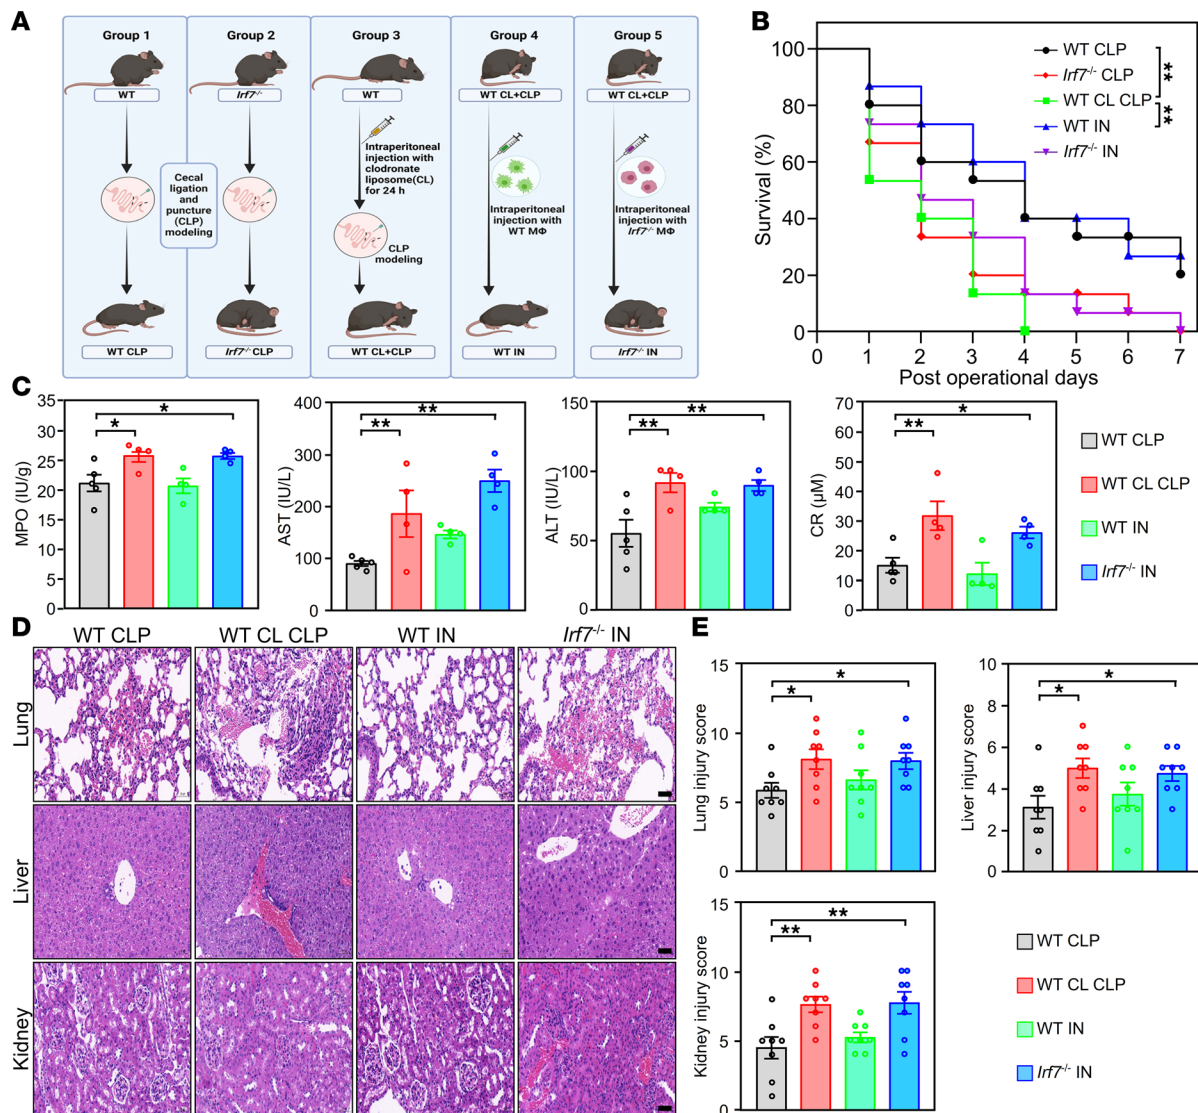 A
Group 1
Group 2
Group 3
Group 4
Group 5
WT
Irf7-/-
WT
WT CL+CLP
WT CL+CLP
Cecal
ligation
and
puncture
(CLP)
modeling
Intraperitoneal
injection with
clodronate
liposome(CL)
for 24 h
CLP
modeling
Intraperitoneal
injection with
WT MΦ
Intraperitoneal
injection with
Irf7-/- MΦ
WT CLP
Irf7-/- CLP
WT CL+CLP
WT IN
Irf7-/- IN
B
Survival (%)
100
80
60
40
20
0
0 1 2 3 4 5 6 7
Post operational days
WT CLP
Irf7-/- CLP
WT CL CLP
WT IN
Irf7-/- IN
**
**
C
MPO (IU/g)
35
30
25
20
15
10
5
0
*
*
AST (IU/L)
400
300
200
100
0
**
**
ALT (IU/L)
150
100
50
0
**
**
CR (μM)
70
60
50
40
30
20
10
0
*
**
WT CLP
WT CL CLP
WT IN
Irf7-/- IN
D
WT CLP
WT CL CLP
WT IN
Irf7-/- IN
Lung
Liver
Kidney
E
Lung injury score
15
10
5
0
*
*
Liver injury score
10
8
6
4
2
0
*
*
Kidney injury score
15
10
5
0
**
**
WT CLP
WT CL CLP
WT IN
Irf7-/- IN